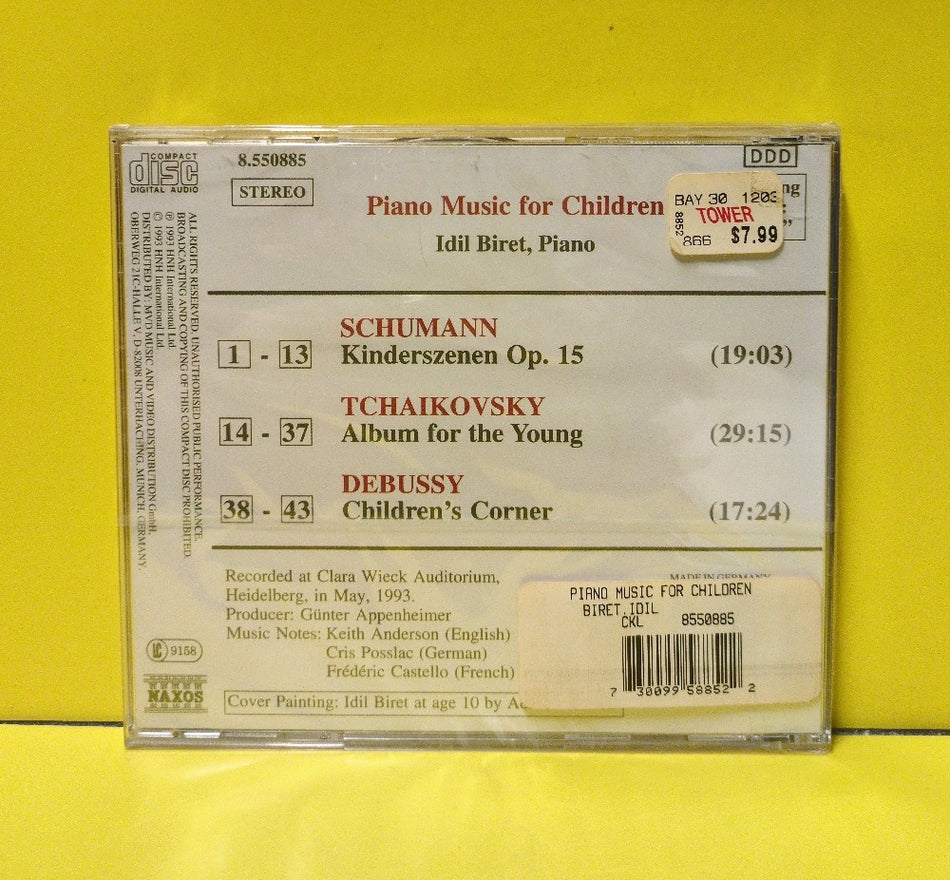 COMPACT
disc
DIGITAL AUDIO
8.550885
STEREO
DDD
Piano Music for Children
Idil Biret, Piano
BAY 30 1203
TOWER
8852
866 $7.99
ng
”
SCHUMANN
1 - 13 Kinderszenen Op. 15 (19:03)
TCHAIKOVSKY
14 - 37 Album for the Young (29:15)
DEBUSSY
38 - 43 Children's Corner (17:24)
Recorded at Clara Wieck Auditorium,
Heidelberg, in May, 1993.
Producer: Günter Appenheimer
Music Notes: Keith Anderson (English)
Cris Posslac (German)
Frédéric Castello (French)
Cover Painting: Idil Biret at age 10 by
MADE IN GERMANY
PIANO MUSIC FOR CHILDREN
BIRET,IDIL
CKL 8550885
7 30099 58852 2
ALL RIGHTS RESERVED. UNAUTHORISED PUBLIC PERFORMANCE,
BROADCASTING AND COPYING OF THIS COMPACT DISC PROHIBITED.
℗ 1993 HNH International Ltd.
© 1993 HNH International Ltd.
DISTRIBUTED BY: MVD MUSIC AND VIDEO DISTRIBUTION GmbH,
OBERWEG 21C-HALLE V, D-82008 UNTERHACHING, MUNICH, GERMANY.
LC 9158
NAXOS